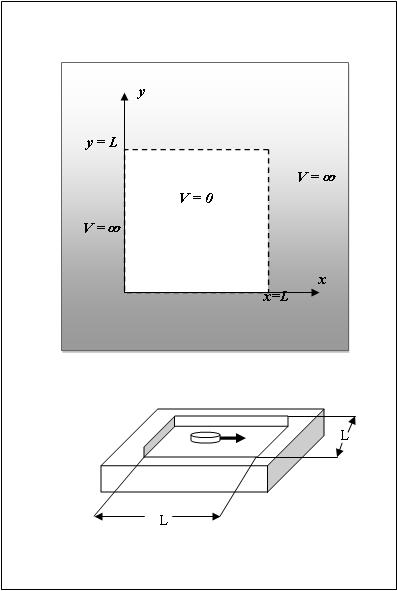 y
y = L
V = ∞
V = 0
V = ∞
x
x=L
L
L